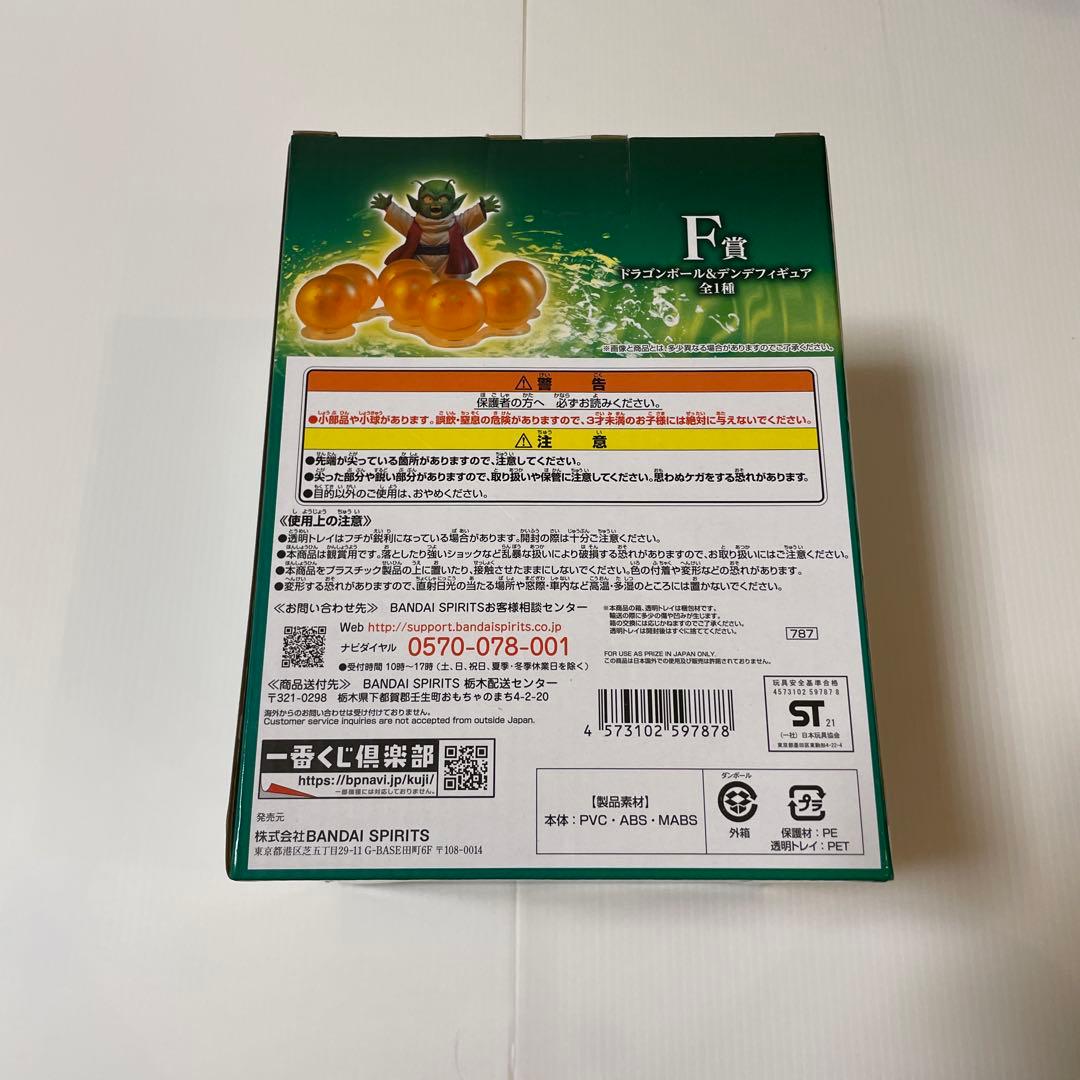 F賞
ドラゴンボール&デンデフィギュア
全1種
※画像と商品とは、多少異なる場合がありますのでご了承ください。
⚠警告
保護者の方へ 必ずお読みください。
●小部品や小球があります。誤飲・窒息の危険がありますので、3才未満のお子様には絶対に与えないでください。
⚠注意
●先端が尖っている箇所がありますので、注意してください。
●尖った部分や鋭い部分がありますので、取り扱いや保管に注意してください。思わぬケガをする恐れがあります。
●目的以外のご使用は、おやめください。
《使用上の注意》
●透明トレイはフチが鋭利になっている場合があります。開封の際は十分ご注意ください。
●本商品は観賞用です。落としたり強いショックなど乱暴な扱いにより破損する恐れがありますので、お取り扱いにはご注意ください。
●本商品をプラスチック製品の上に置いたり、接触させたままにしないでください。色の付着や変形などの恐れがあります。
●変形する恐れがありますので、直射日光の当たる場所や窓際・車内など高温・多湿のところには置かないでください。
≪お問い合わせ先≫ BANDAI SPIRITSお客様相談センター
Web http://support.bandaispirits.co.jp
ナビダイヤル 0570-078-001
●受付時間 10時〜17時(土、日、祝日、夏季・冬季休業日を除く)
≪商品送付先≫ BANDAI SPIRITS 栃木配送センター
〒321-0298 栃木県下都賀郡壬生町おもちゃのまち4-2-20
海外からのお問い合わせは受け付けておりません。
Customer service inquiries are not accepted from outside Japan.
※本商品の箱、透明トレイは梱包材です。
輸送の際に多少の傷や凹みが生じます。
箱の交換には応じかねますのでご了承ください。
透明トレイは開封後はすぐに捨ててください。
787
FOR USE AS PRIZE IN JAPAN ONLY.
この商品は日本国外での使用及び販売は許諾されておりません。
4 573102 597878
玩具安全基準合格
4573102 59787 8
ST 21
(一社)日本玩具協会
東京都墨田区東駒形4-22-4
一番くじ倶楽部
https://bpnavi.jp/kuji/
一部機種には対応しておりません。
発売元
株式会社BANDAI SPIRITS
東京都港区芝五丁目29-11 G-BASE田町6F 〒108-0014
【製品素材】
本体:PVC・ABS・MABS
ダンボール
外箱
プラ
保護材:PE
透明トレイ:PET